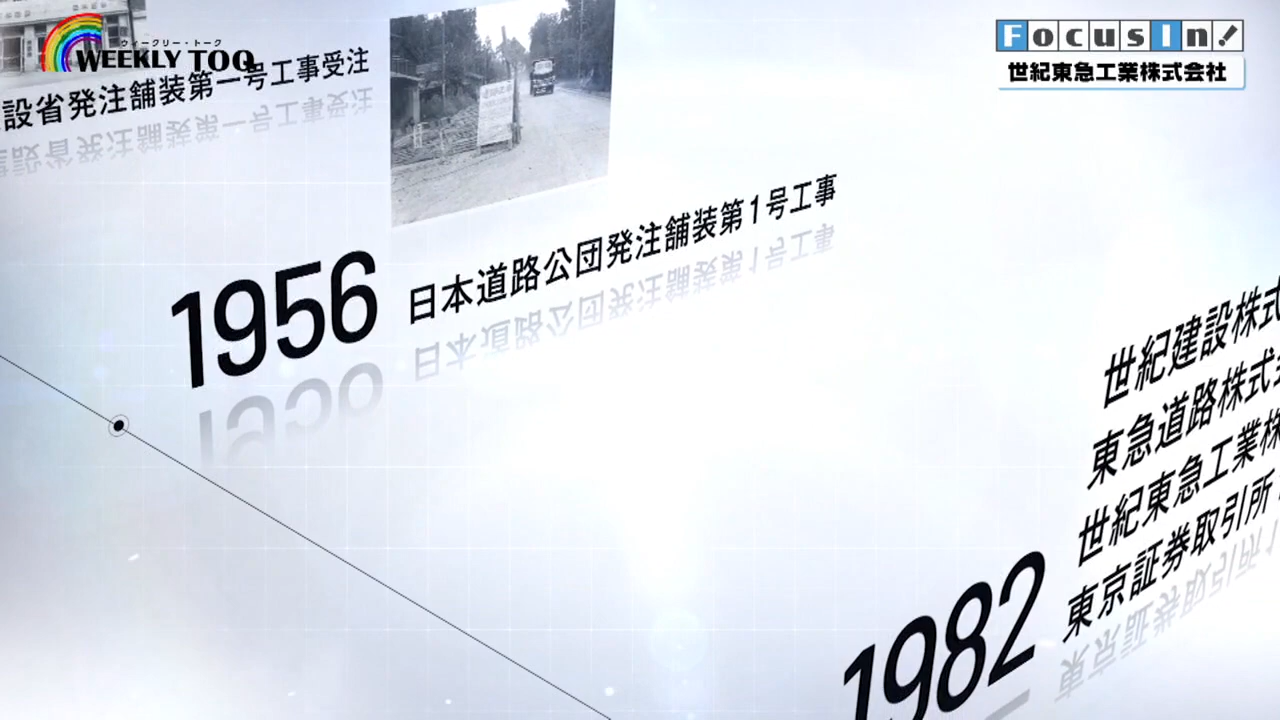 ウィークリー・トーク
WEEKLY TOQ
Focus In!
世紀東急工業株式会社
設省発注舗装第一号工事受注
1956
日本道路公団発注舗装第1号工事
1982
世紀建設株式
東急道路株式会
世紀東急工業株
東京証券取引所